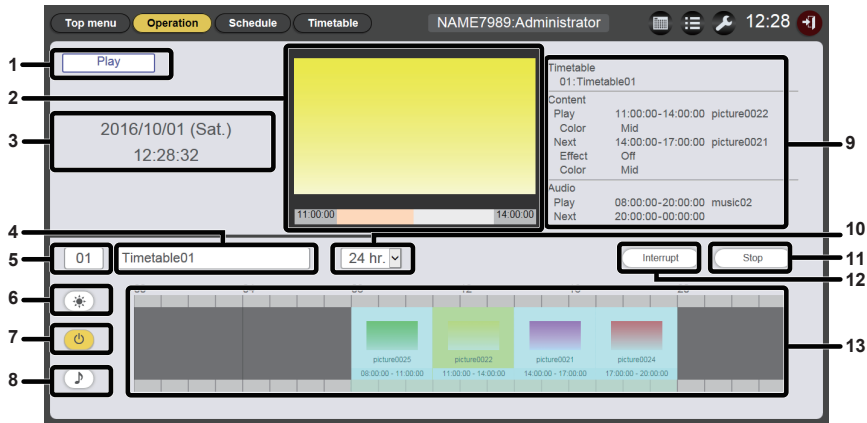 Top menu Operation Schedule Timetable NAME7989:Administrator 12:28
1 Play
2
3 2016/10/01 (Sat.)
12:28:32
11:00:00 14:00:00
Timetable
01:Timetable01
Content
Play 11:00:00-14:00:00 picture0022
Color Mid
Next 14:00:00-17:00:00 picture0021
Effect Off
Color Mid
9
Audio
Play 08:00:00-20:00:00 music02
Next 20:00:00-00:00:00
4 10
5 01 Timetable01 24 hr. Interrupt Stop 11
12
6
7
8
picture0025 picture0022 picture0021 picture0024
08:00:00 - 11:00:00 11:00:00 - 14:00:00 14:00:00 - 17:00:00 17:00:00 - 20:00:00
13